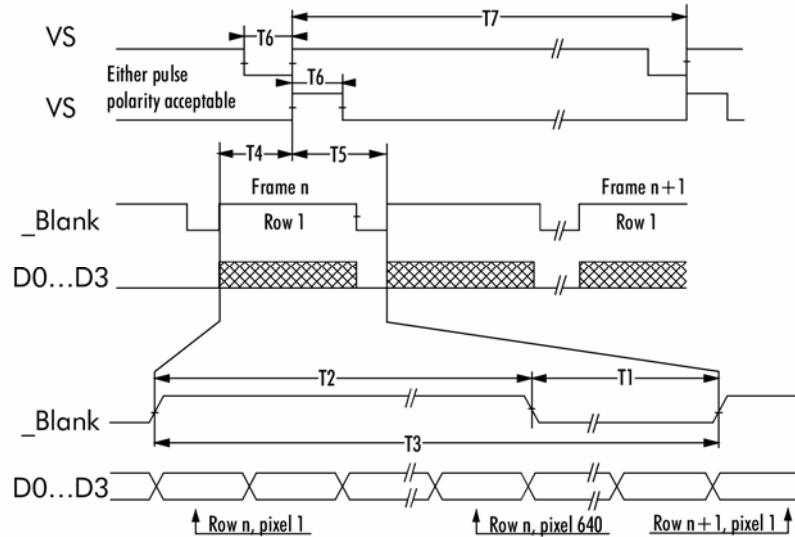 VS
T6
T7
Either pulse
polarity acceptable
T6
VS
T4
T5
Frame n
Frame n+1
_Blank
Row 1
Row 1
D0...D3
T2
T1
_Blank
T3
D0...D3
Row n, pixel 1
Row n, pixel 640
Row n+1, pixel 1